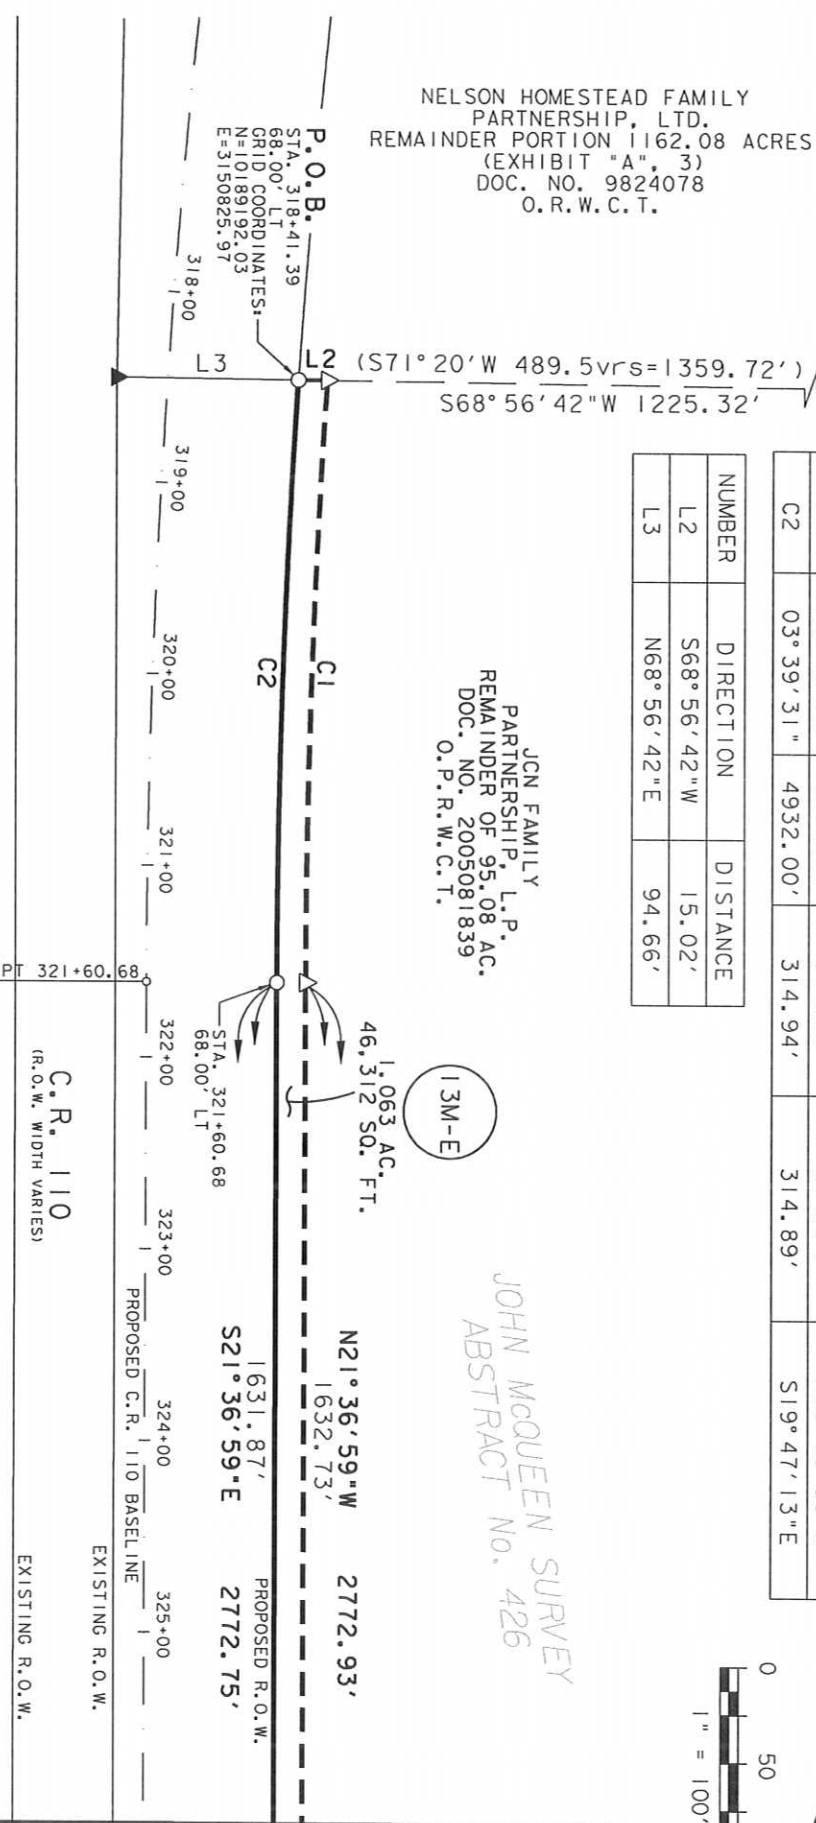 NELSON HOMESTEAD FAMILY
PARTNERSHIP, LTD.
REMAINDER PORTION 1162.08 ACRES
(EXHIBIT "A", 3)
DOC. NO. 9824078
O.R.W.C.T.
P.O.B.
STA. 318+41.39
68.00' LT
GRID COORDINATES:
N=10189192.03
E=3150825.97
L3
L2
(S71°20'W 489.5vrs=1359.72')
S68°56'42"W 1225.32'
C2 03°39'31" 4932.00' 314.94' 314.89' S19°47'13"E
NUMBER DIRECTION DISTANCE
L2 S68°56'42"W 15.02'
L3 N68°56'42"E 94.66'
JCN FAMILY
PARTNERSHIP, L.P.
REMAINDER OF 95.08 AC.
DOC. NO. 2005081839
O.P.R.W.C.T.
C1
C2
318+00
319+00
320+00
321+00
322+00
323+00
324+00
325+00
PT 321+60.68
STA. 321+60.68
68.00' LT
13M-E
1.063 AC.
46,312 SQ. FT.
JOHN McQUEEN SURVEY
ABSTRACT No. 426
N21°36'59"W 2772.93'
1632.73'
1631.87' PROPOSED R.O.W.
S21°36'59"E 2772.75'
C.R. 110
(R.O.W. WIDTH VARIES)
PROPOSED C.R. 110 BASELINE
EXISTING R.O.W.
EXISTING R.O.W.
0 50
1" = 100'